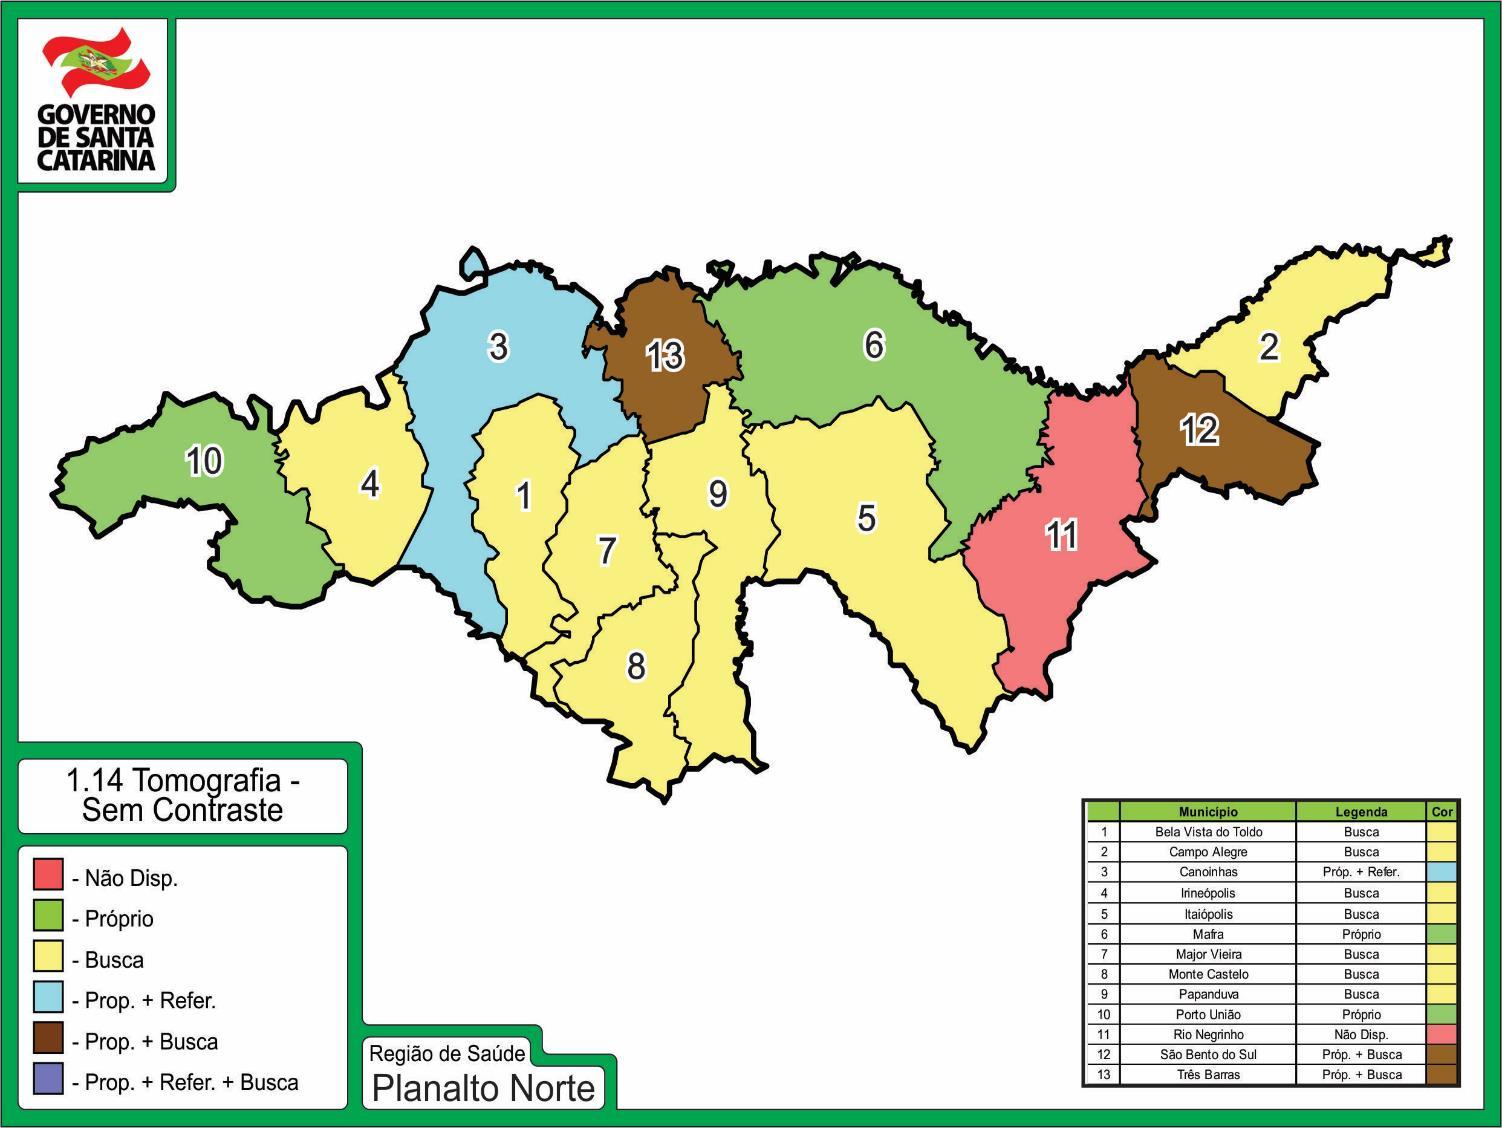 GOVERNO
DE SANTA
CATARINA
3
13
6
2
12
10
4
1
9
5
11
7
8
1.14 Tomografia -
Sem Contraste
- Não Disp.
- Próprio
- Busca
- Prop. + Refer.
- Prop. + Busca
- Prop. + Refer. + Busca
Região de Saúde
Planalto Norte
Município Legenda Cor
1 Bela Vista do Toldo Busca
2 Campo Alegre Busca
3 Canoinhas Próp. + Refer.
4 Irineópolis Busca
5 Itaiópolis Busca
6 Mafra Próprio
7 Major Vieira Busca
8 Monte Castelo Busca
9 Papanduva Busca
10 Porto União Próprio
11 Rio Negrinho Não Disp.
12 São Bento do Sul Próp. + Busca
13 Três Barras Próp. + Busca